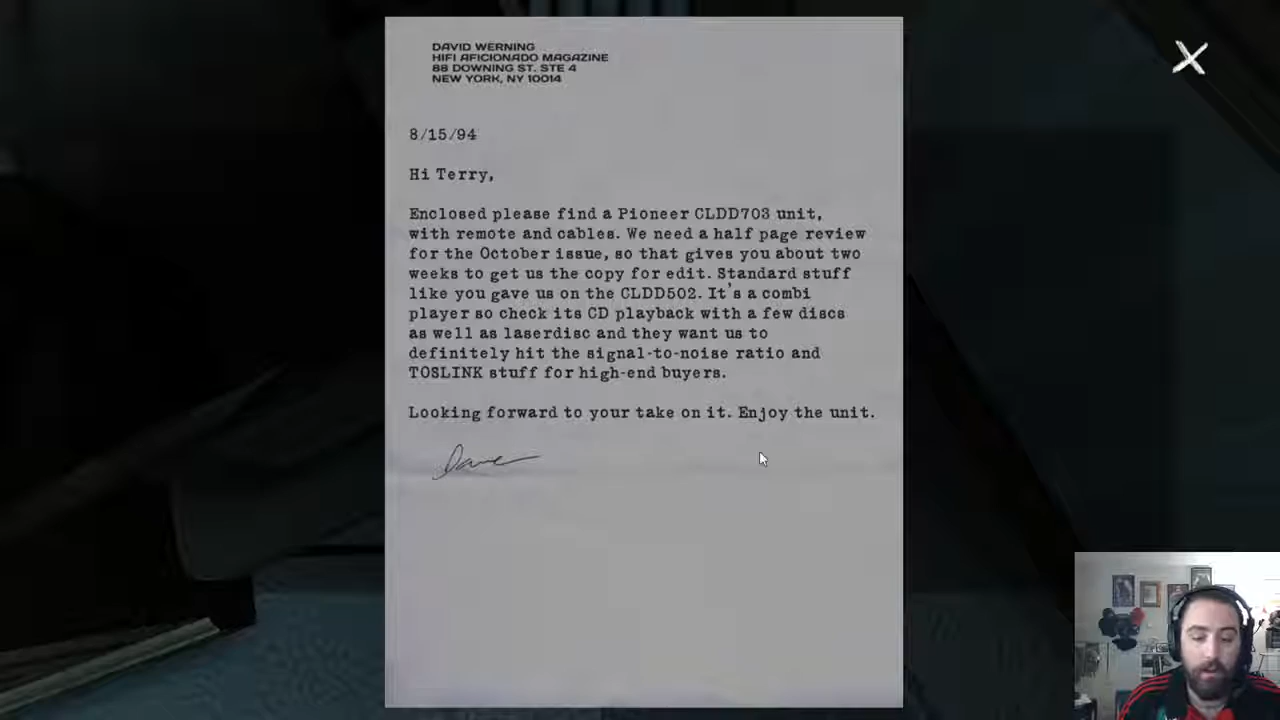 DAVID WERNING
HIFI AFICIONADO MAGAZINE
88 DOWNING ST. STE 4
NEW YORK, NY 10014
8/15/94
Hi Terry,
Enclosed please find a Pioneer CLDD703 unit,
with remote and cables. We need a half page review
for the October issue, so that gives you about two
weeks to get us the copy for edit. Standard stuff
like you gave us on the CLDD502. It's a combi
player so check its CD playback with a few discs
as well as laserdisc and they want us to
definitely hit the signal-to-noise ratio and
TOSLINK stuff for high-end buyers.
Looking forward to your take on it. Enjoy the unit.
Dave